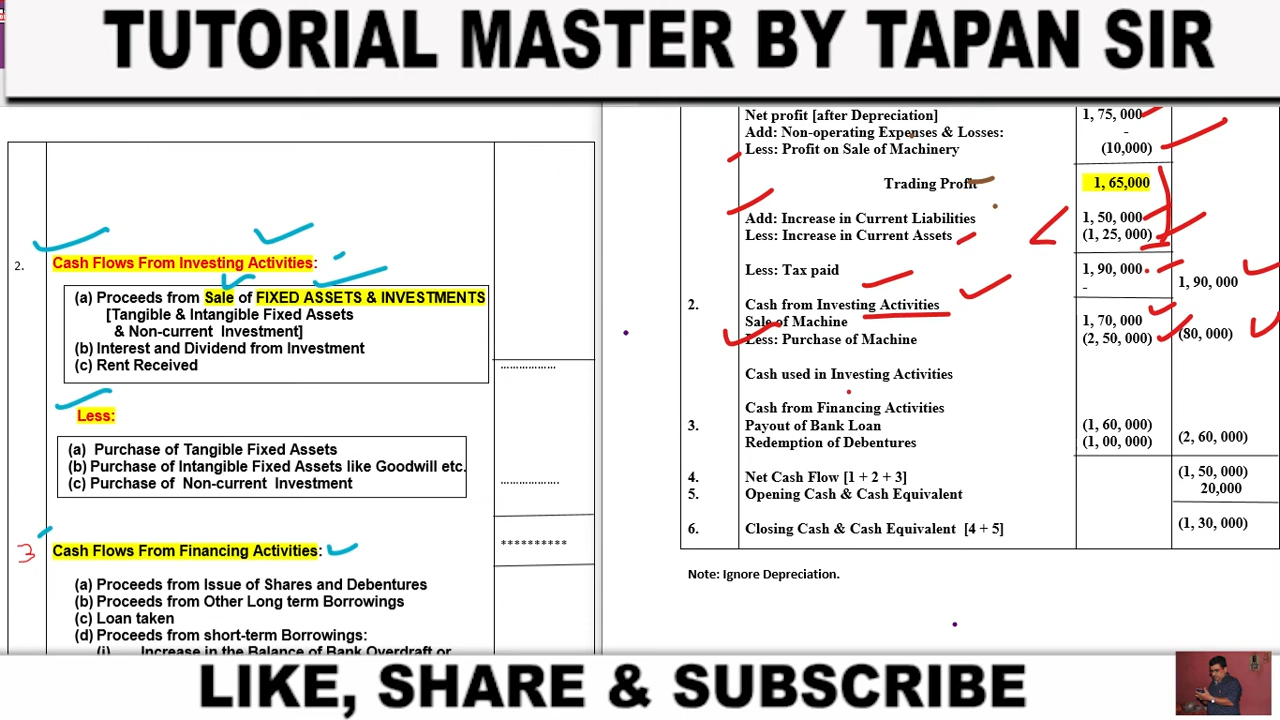 TUTORIAL MASTER BY TAPAN SIR
2.
Cash Flows From Investing Activities:
(a) Proceeds from Sale of FIXED ASSETS & INVESTMENTS
[Tangible & Intangible Fixed Assets
& Non-current Investment]
(b) Interest and Dividend from Investment
(c) Rent Received
.................
Less:
(a) Purchase of Tangible Fixed Assets
(b) Purchase of Intangible Fixed Assets like Goodwill etc.
(c) Purchase of Non-current Investment
..................
3
Cash Flows From Financing Activities:
**********
(a) Proceeds from Issue of Shares and Debentures
(b) Proceeds from Other Long term Borrowings
(c) Loan taken
(d) Proceeds from short-term Borrowings:
(i) Increase in the Balance of Bank Overdraft or
Net profit [after Depreciation] 1, 75, 000
Add: Non-operating Expenses & Losses: -
Less: Profit on Sale of Machinery (10,000)
Trading Profit 1, 65,000
Add: Increase in Current Liabilities 1, 50, 000
Less: Increase in Current Assets (1, 25, 000)
1, 90, 000
Less: Tax paid - 1, 90, 000
2. Cash from Investing Activities
Sale of Machine 1, 70, 000
Less: Purchase of Machine (2, 50, 000) (80, 000)
Cash used in Investing Activities
Cash from Financing Activities
3. Payout of Bank Loan (1, 60, 000)
Redemption of Debentures (1, 00, 000) (2, 60, 000)
4. Net Cash Flow [1 + 2 + 3] (1, 50, 000)
5. Opening Cash & Cash Equivalent 20,000
6. Closing Cash & Cash Equivalent [4 + 5] (1, 30, 000)
Note: Ignore Depreciation.
LIKE, SHARE & SUBSCRIBE